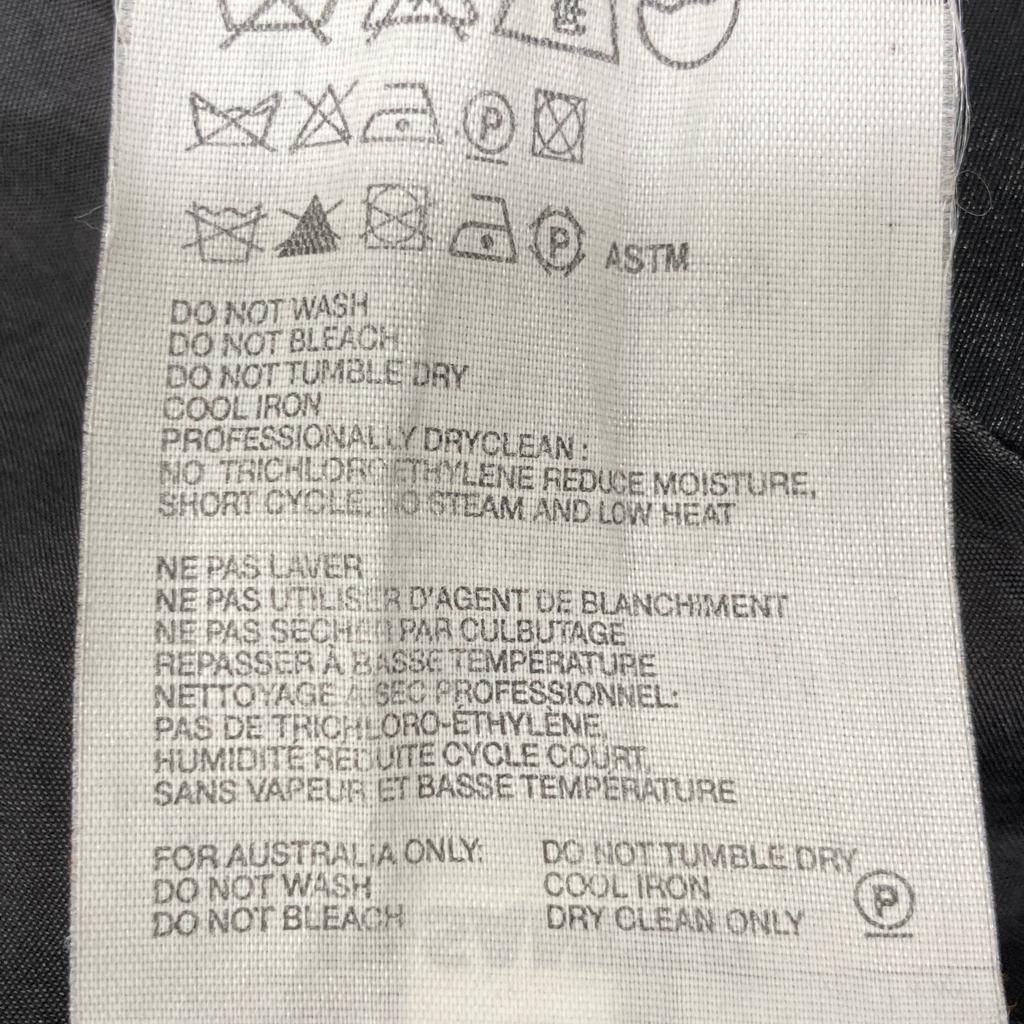 P
P ASTM
DO NOT WASH
DO NOT BLEACH
DO NOT TUMBLE DRY
COOL IRON
PROFESSIONALLY DRYCLEAN :
NO TRICHLOROETHYLENE REDUCE MOISTURE,
SHORT CYCLE, NO STEAM AND LOW HEAT
NE PAS LAVER
NE PAS UTILISER D'AGENT DE BLANCHIMENT
NE PAS SÉCHER PAR CULBUTAGE
REPASSER À BASSE TEMPÉRATURE
NETTOYAGE À SEC PROFESSIONNEL:
PAS DE TRICHLORO-ÉTHYLÈNE,
HUMIDITÉ RÉDUITE CYCLE COURT,
SANS VAPEUR ET BASSE TEMPÉRATURE
FOR AUSTRALIA ONLY: DO NOT TUMBLE DRY
DO NOT WASH COOL IRON P
DO NOT BLEACH DRY CLEAN ONLY